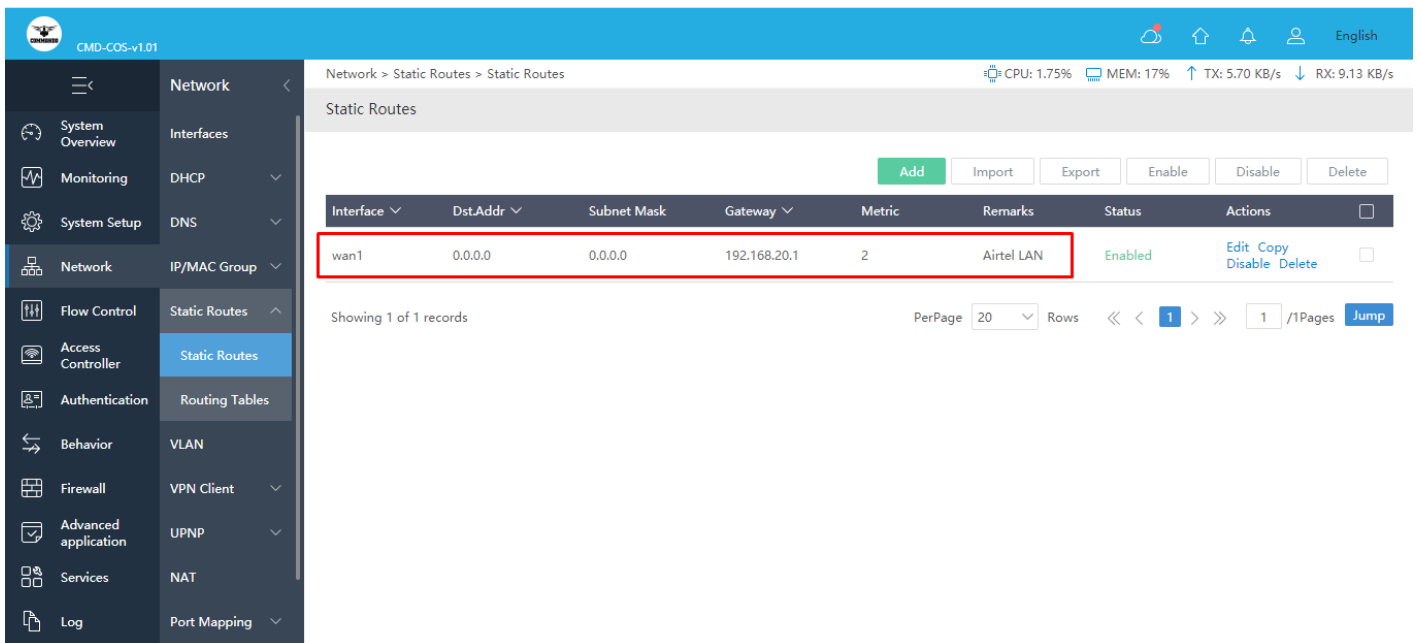 COMMANDO
CMD-COS-v1.01
English
Network
Network > Static Routes > Static Routes
CPU: 1.75% MEM: 17% TX: 5.70 KB/s RX: 9.13 KB/s
Static Routes
System Overview
Monitoring
System Setup
Network
Flow Control
Access Controller
Authentication
Behavior
Firewall
Advanced application
Services
Log
Interfaces
DHCP
DNS
IP/MAC Group
Static Routes
Static Routes
Routing Tables
VLAN
VPN Client
UPNP
NAT
Port Mapping
Add Import Export Enable Disable Delete
Interface Dst.Addr Subnet Mask Gateway Metric Remarks Status Actions
wan1 0.0.0.0 0.0.0.0 192.168.20.1 2 Airtel LAN Enabled Edit Copy
Disable Delete
Showing 1 of 1 records PerPage 20 Rows 1 1 /1Pages Jump